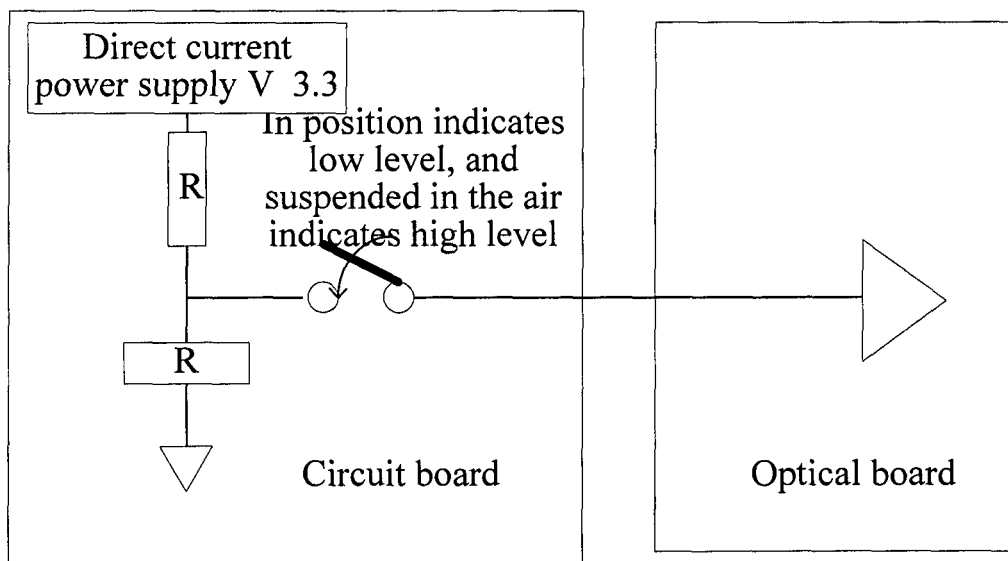 Direct current
power supply V 3.3
In position indicates
low level, and
suspended in the air
indicates high level
R
R
Circuit board
Optical board